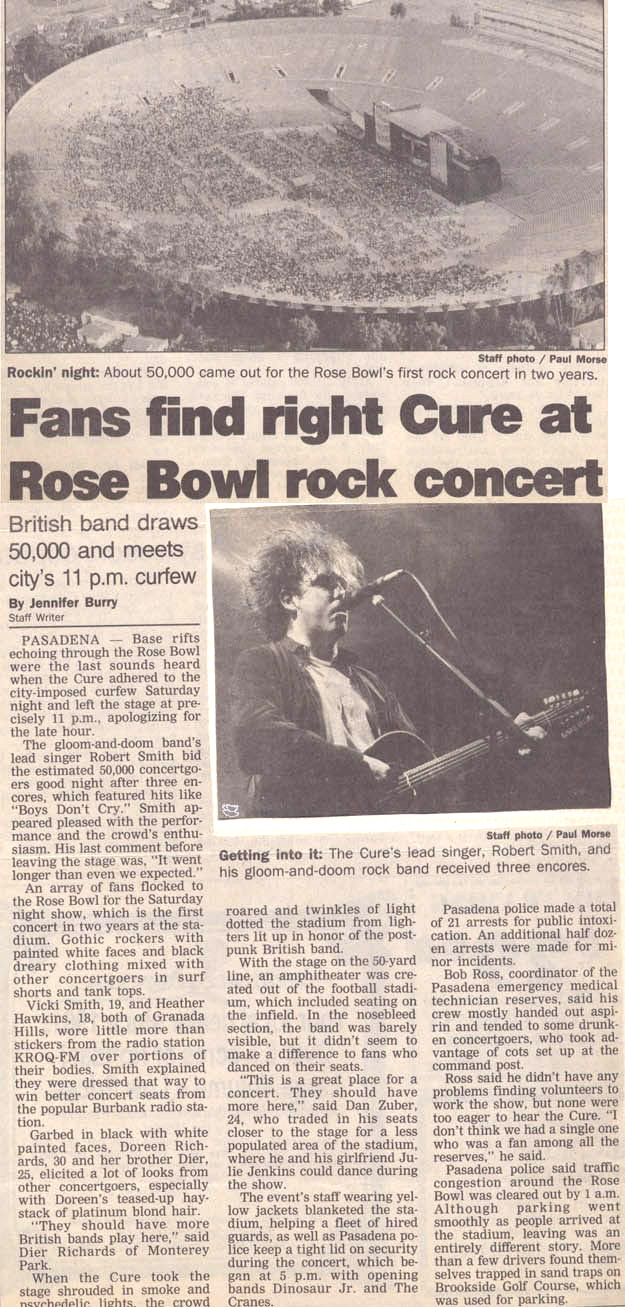 Staff photo / Paul Morse
Rockin' night: About 50,000 came out for the Rose Bowl's first rock concert in two years.
Fans find right Cure at
Rose Bowl rock concert
British band draws
50,000 and meets
city's 11 p.m. curfew
By Jennifer Burry
Staff Writer
PASADENA — Base rifts
echoing through the Rose Bowl
were the last sounds heard
when the Cure adhered to the
city-imposed curfew Saturday
night and left the stage at pre-
cisely 11 p.m., apologizing for
the late hour.
The gloom-and-doom band's
lead singer Robert Smith bid
the estimated 50,000 concertgo-
ers good night after three en-
cores, which featured hits like
"Boys Don't Cry." Smith ap-
peared pleased with the perfor-
mance and the crowd's enthu-
siasm. His last comment before
leaving the stage was, "It went
longer than even we expected."
An array of fans flocked to
the Rose Bowl for the Saturday
night show, which is the first
concert in two years at the sta-
dium. Gothic rockers with
painted white faces and black
dreary clothing mixed with
other concertgoers in surf
shorts and tank tops.
Vicki Smith, 19, and Heather
Hawkins, 18, both of Granada
Hills, wore little more than
stickers from the radio station
KROQ-FM over portions of
their bodies. Smith explained
they were dressed that way to
win better concert seats from
the popular Burbank radio sta-
tion.
Garbed in black with white
painted faces, Doreen Rich-
ards, 30 and her brother Dier,
25, elicited a lot of looks from
other concertgoers, especially
with Doreen's teased-up hay-
stack of platinum blond hair.
"They should have more
British bands play here," said
Dier Richards of Monterey
Park.
When the Cure took the
stage shrouded in smoke and
psychedelic lights, the crowd
Staff photo / Paul Morse
Getting into it: The Cure's lead singer, Robert Smith, and
his gloom-and-doom rock band received three encores.
roared and twinkles of light
dotted the stadium from ligh-
ters lit up in honor of the post-
punk British band.
With the stage on the 50-yard
line, an amphitheater was cre-
ated out of the football stadi-
um, which included seating on
the infield. In the nosebleed
section, the band was barely
visible, but it didn't seem to
make a difference to fans who
danced on their seats.
"This is a great place for a
concert. They should have
more here," said Dan Zuber,
24, who traded in his seats
closer to the stage for a less
populated area of the stadium,
where he and his girlfriend Ju-
lie Jenkins could dance during
the show.
The event's staff wearing yel-
low jackets blanketed the sta-
dium, helping a fleet of hired
guards, as well as Pasadena po-
lice keep a tight lid on security
during the concert, which be-
gan at 5 p.m. with opening
bands Dinosaur Jr. and The
Cranes.
Pasadena police made a total
of 21 arrests for public intoxi-
cation. An additional half doz-
en arrests were made for mi-
nor incidents.
Bob Ross, coordinator of the
Pasadena emergency medical
technician reserves, said his
crew mostly handed out aspi-
rin and tended to some drunk-
en concertgoers, who took ad-
vantage of cots set up at the
command post.
Ross said he didn't have any
problems finding volunteers to
work the show, but none were
too eager to hear the Cure. "I
don't think we had a single one
who was a fan among all the
reserves," he said.
Pasadena police said traffic
congestion around the Rose
Bowl was cleared out by 1 a.m.
Although parking went
smoothly as people arrived at
the stadium, leaving was an
entirely different story. More
than a few drivers found them-
selves trapped in sand traps on
Brookside Golf Course, which
was used for parking.